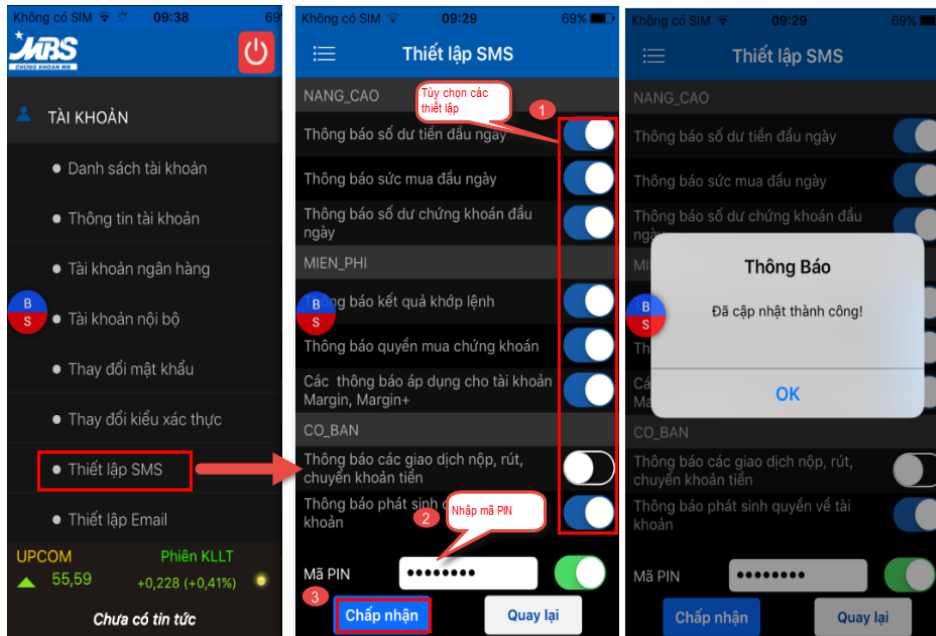 Không có SIM 09:38 69
MBS
CHỨNG KHOÁN MB
TÀI KHOẢN
Danh sách tài khoản
Thông tin tài khoản
Tài khoản ngân hàng
B
S
Tài khoản nội bộ
Thay đổi mật khẩu
Thay đổi kiểu xác thực
Thiết lập SMS
Thiết lập Email
UPCOM Phiên KLLT
55,59 +0,228 (+0,41%)
Chưa có tin tức
Không có SIM 09:29 69%
Thiết lập SMS
NANG_CAO
Tùy chọn các
thiết lập
1
Thông báo số dư tiền đầu ngày
Thông báo sức mua đầu ngày
Thông báo số dư chứng khoán đầu
ngày
MIEN_PHI
B
S
Thông báo kết quả khớp lệnh
Thông báo quyền mua chứng khoán
Các thông báo áp dụng cho tài khoản
Margin, Margin+
CO_BAN
Thông báo các giao dịch nộp, rút,
chuyển khoản tiền
Thông báo phát sinh
khoản
2
Nhập mã PIN
Mã PIN ••••••••
3
Chấp nhận Quay lại
Không có SIM 09:29 69%
Thiết lập SMS
NANG_CAO
Thông báo số dư tiền đầu ngày
Thông báo sức mua đầu ngày
Thông báo số dư chứng khoán đầu
ngày
MI
Thông Báo
B
S
Đã cập nhật thành công!
Th
Cá
Ma
OK
CO_BAN
Thông báo các giao dịch nộp, rút,
chuyển khoản tiền
Thông báo phát sinh quyền về tài
khoản
Mã PIN ••••••••
Chấp nhận Quay lại